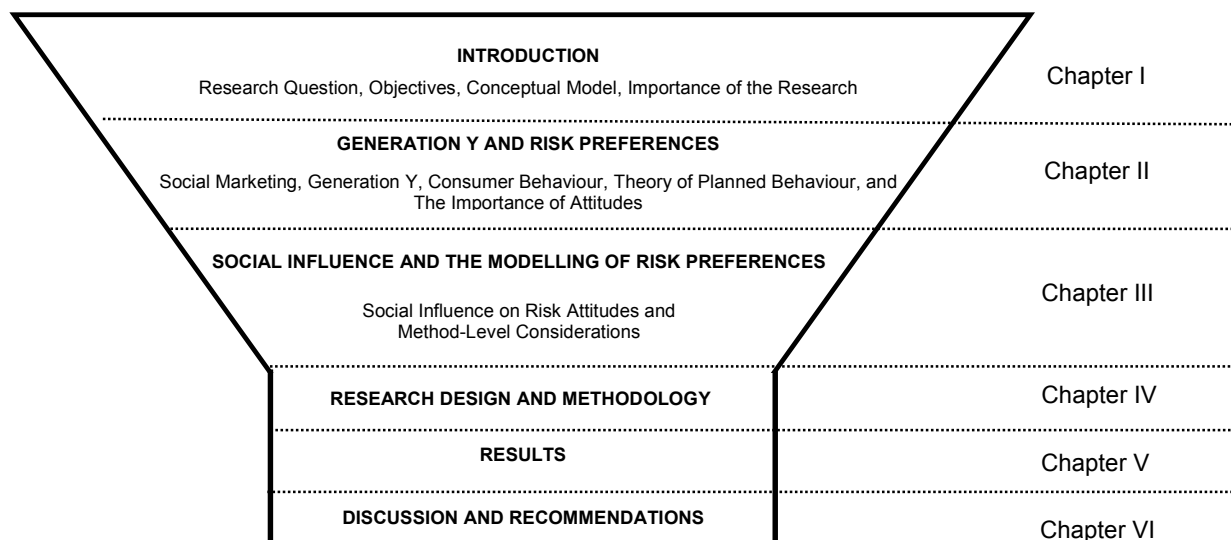 INTRODUCTION
Research Question, Objectives, Conceptual Model, Importance of the Research
Chapter I
GENERATION Y AND RISK PREFERENCES
Social Marketing, Generation Y, Consumer Behaviour, Theory of Planned Behaviour, and
The Importance of Attitudes
Chapter II
SOCIAL INFLUENCE AND THE MODELLING OF RISK PREFERENCES
Social Influence on Risk Attitudes and
Method-Level Considerations
Chapter III
RESEARCH DESIGN AND METHODOLOGY
Chapter IV
RESULTS
Chapter V
DISCUSSION AND RECOMMENDATIONS
Chapter VI